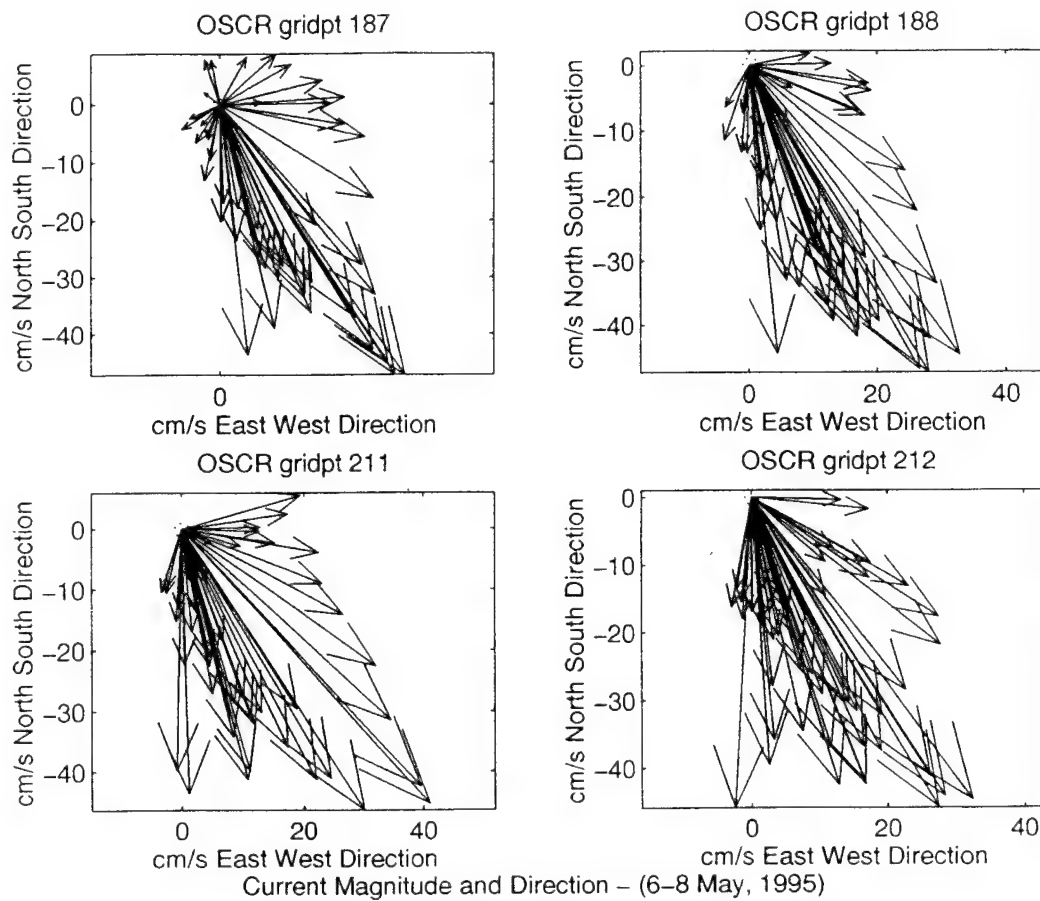 OSCR gridpt 187
0
−10
−20
−30
−40
cm/s North South Direction
0
cm/s East West Direction
OSCR gridpt 188
0
−10
−20
−30
−40
cm/s North South Direction
0 20 40
cm/s East West Direction
OSCR gridpt 211
0
−10
−20
−30
−40
cm/s North South Direction
0 20 40
cm/s East West Direction
OSCR gridpt 212
0
−10
−20
−30
−40
cm/s North South Direction
0 20 40
cm/s East West Direction
Current Magnitude and Direction − (6−8 May, 1995)